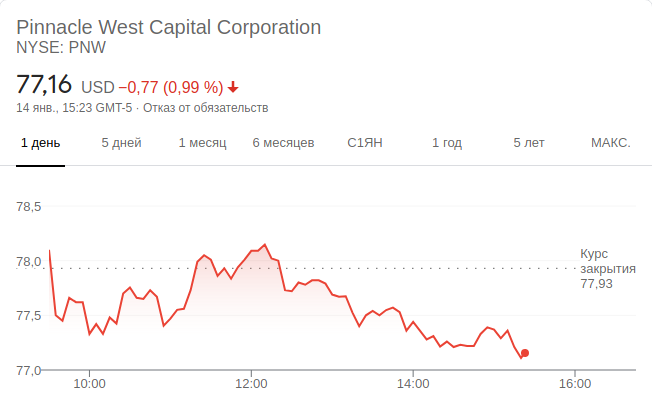 Pinnacle West Capital Corporation
NYSE: PNW
77,16 USD −0,77 (0,99 %)
14 янв., 15:23 GMT-5 · Отказ от обязательств
1 день 5 дней 1 месяц 6 месяцев С1ЯН 1 год 5 лет МАКС.
78,5
78,0
77,5
77,0
Курс
закрытия
77,93
10:00 12:00 14:00 16:00